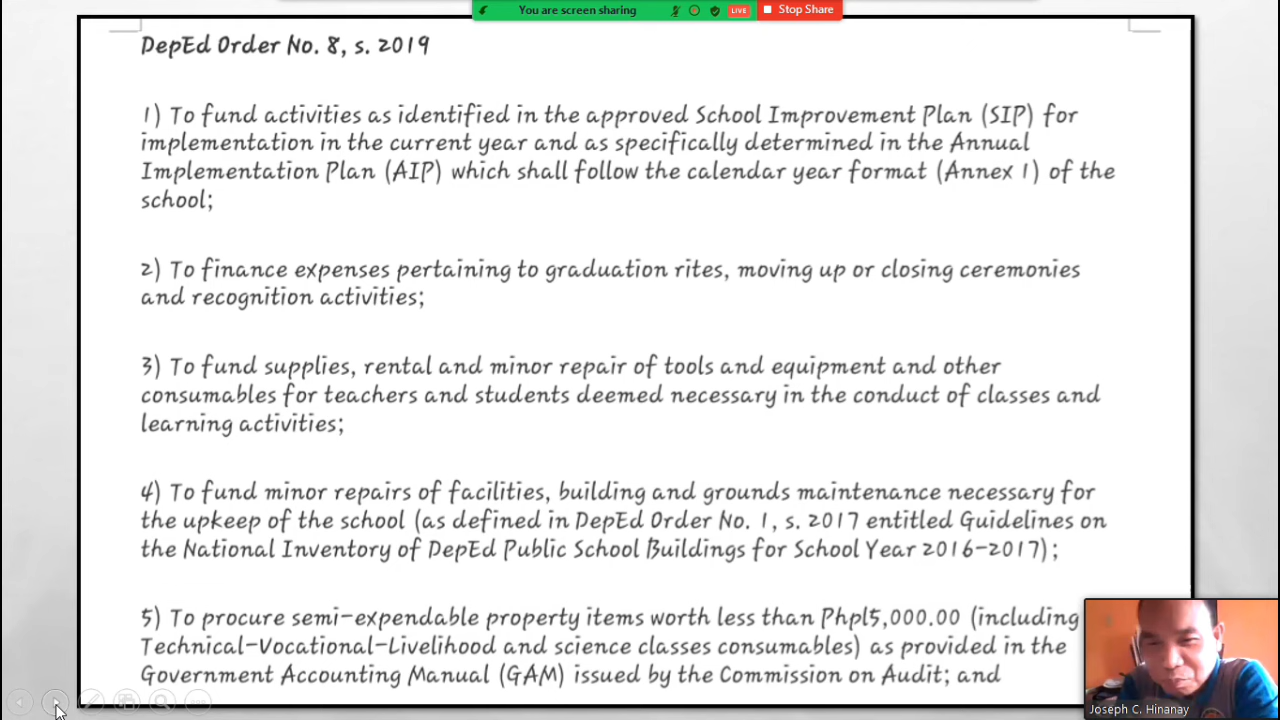 You are screen sharing
LIVE
Stop Share
DepEd Order No. 8, s. 2019
1) To fund activities as identified in the approved School Improvement Plan (SIP) for
implementation in the current year and as specifically determined in the Annual
Implementation Plan (AIP) which shall follow the calendar year format (Annex 1) of the
school;
2) To finance expenses pertaining to graduation rites, moving up or closing ceremonies
and recognition activities;
3) To fund supplies, rental and minor repair of tools and equipment and other
consumables for teachers and students deemed necessary in the conduct of classes and
learning activities;
4) To fund minor repairs of facilities, building and grounds maintenance necessary for
the upkeep of the school (as defined in DepEd Order No. 1, s. 2017 entitled Guidelines on
the National Inventory of DepEd Public School Buildings for School Year 2016-2017);
5) To procure semi-expendable property items worth less than Phpl5,000.00 (including
Technical-Vocational-Livelihood and science classes consumables) as provided in the
Government Accounting Manual (GAM) issued by the Commission on Audit; and
Joseph C. Hinanay